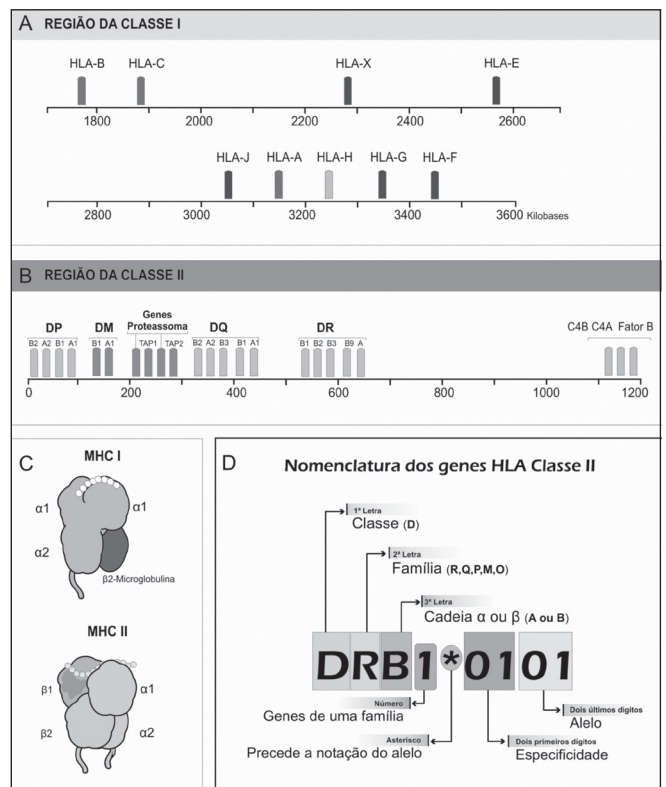 A REGIÃO DA CLASSE I
HLA-B HLA-C HLA-X HLA-E
1800 2000 2200 2400 2600
HLA-J HLA-A HLA-H HLA-G HLA-F
2800 3000 3200 3400 3600 Kilobases
B REGIÃO DA CLASSE II
DP DM Genes Proteassoma DQ DR C4B C4A Fator B
B2 A2 B1 A1 B1 A1 TAP1 TAP2 B2 A2 B3 B1 A1 B1 B2 B3 B9 A
0 200 400 600 800 1000 1200
C
MHC I
α1 α1
α2
β2-Microglobulina
MHC II
β1 α1
β2 α2
D Nomenclatura dos genes HLA Classe II
1ª Letra
Classe (D)
2ª Letra
Família (R,Q,P,M,O)
3ª Letra
Cadeia α ou β (A ou B)
DRB1*0101
Número
Genes de uma família
Dois últimos dígitos
Alelo
Asterisco
Precede a notação do alelo
Dois primeiros dígitos
Especificidade